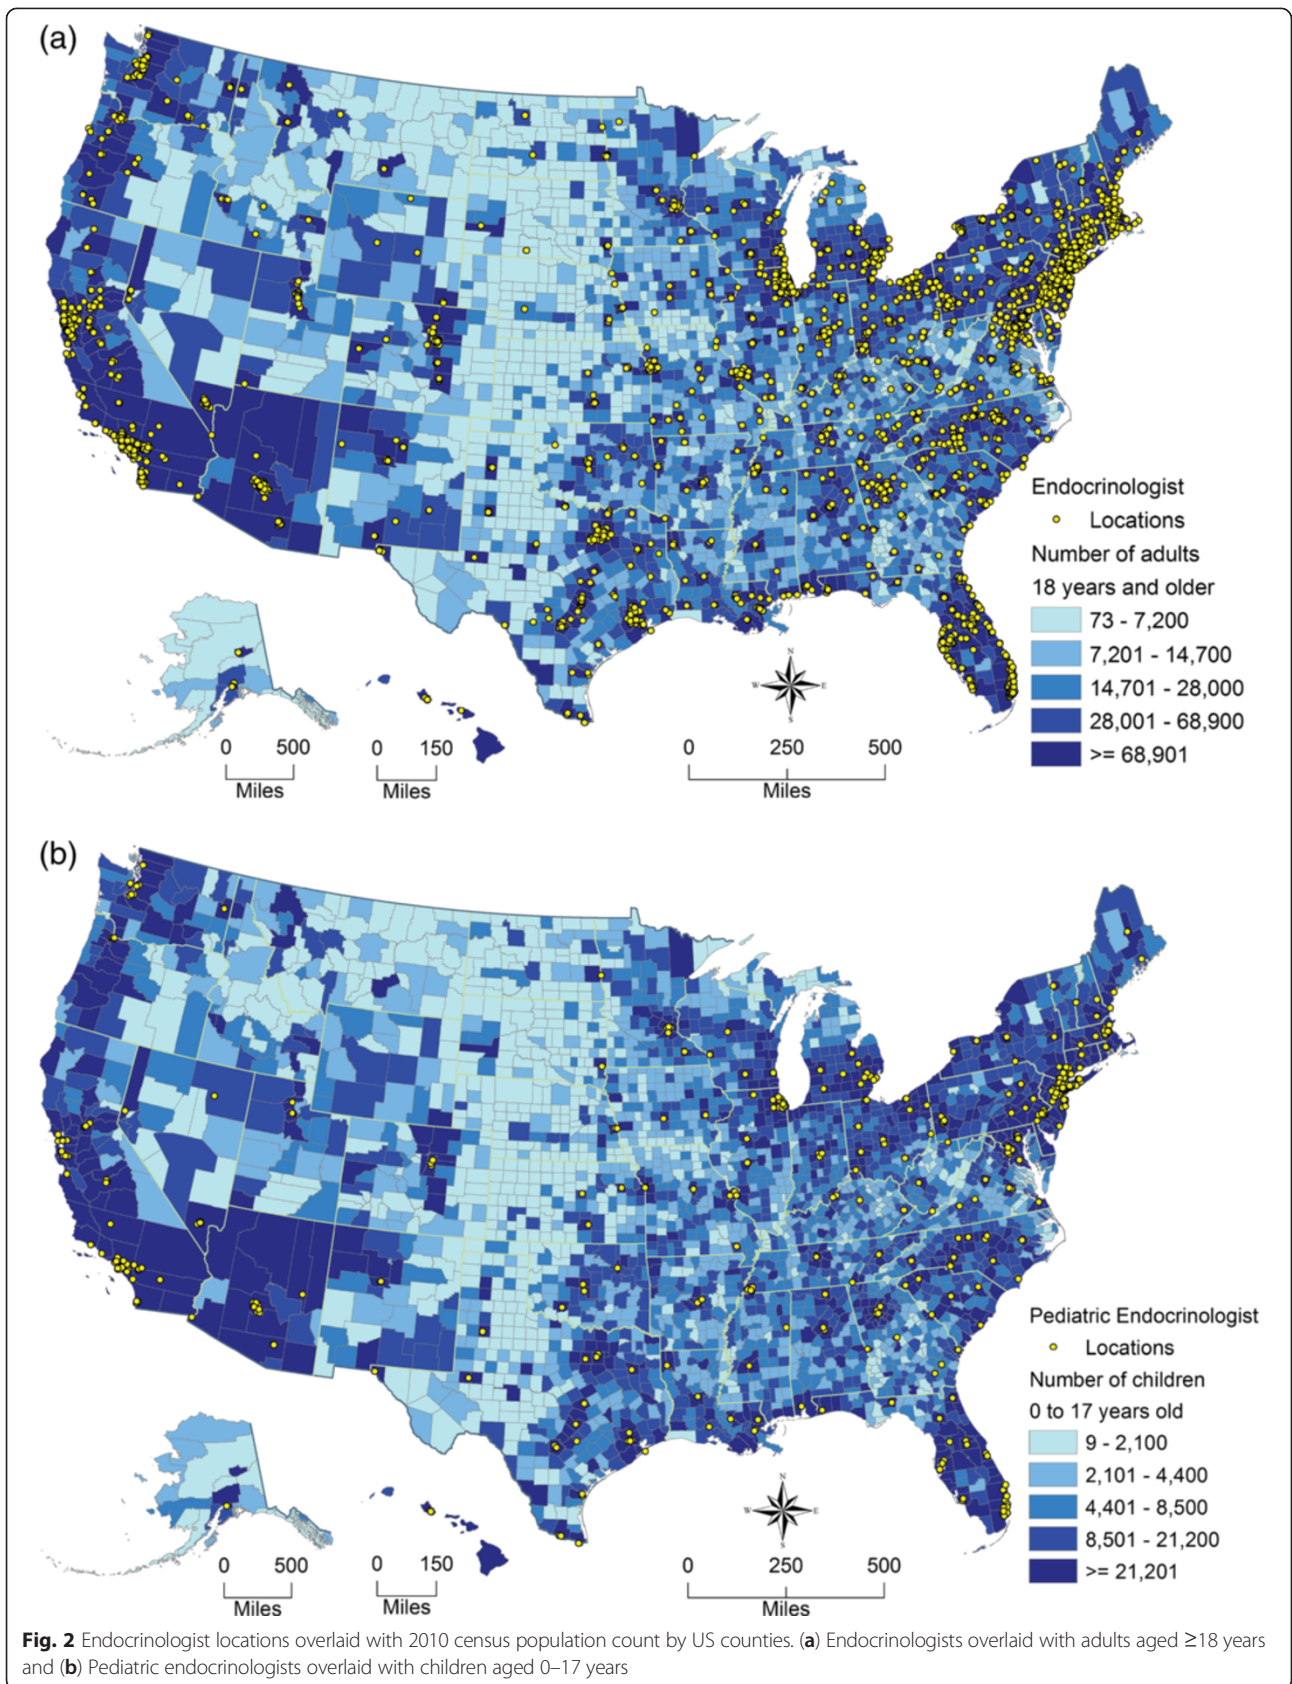 (a)
Endocrinologist
Locations
Number of adults
18 years and older
73 - 7,200
7,201 - 14,700
14,701 - 28,000
28,001 - 68,900
>= 68,901
N
W E
S
0 500
Miles
0 150
Miles
0 250 500
Miles
(b)
Pediatric Endocrinologist
Locations
Number of children
0 to 17 years old
9 - 2,100
2,101 - 4,400
4,401 - 8,500
8,501 - 21,200
>= 21,201
N
W E
S
0 500
Miles
0 150
Miles
0 250 500
Miles
Fig. 2 Endocrinologist locations overlaid with 2010 census population count by US counties. (a) Endocrinologists overlaid with adults aged ≥18 years
and (b) Pediatric endocrinologists overlaid with children aged 0–17 years